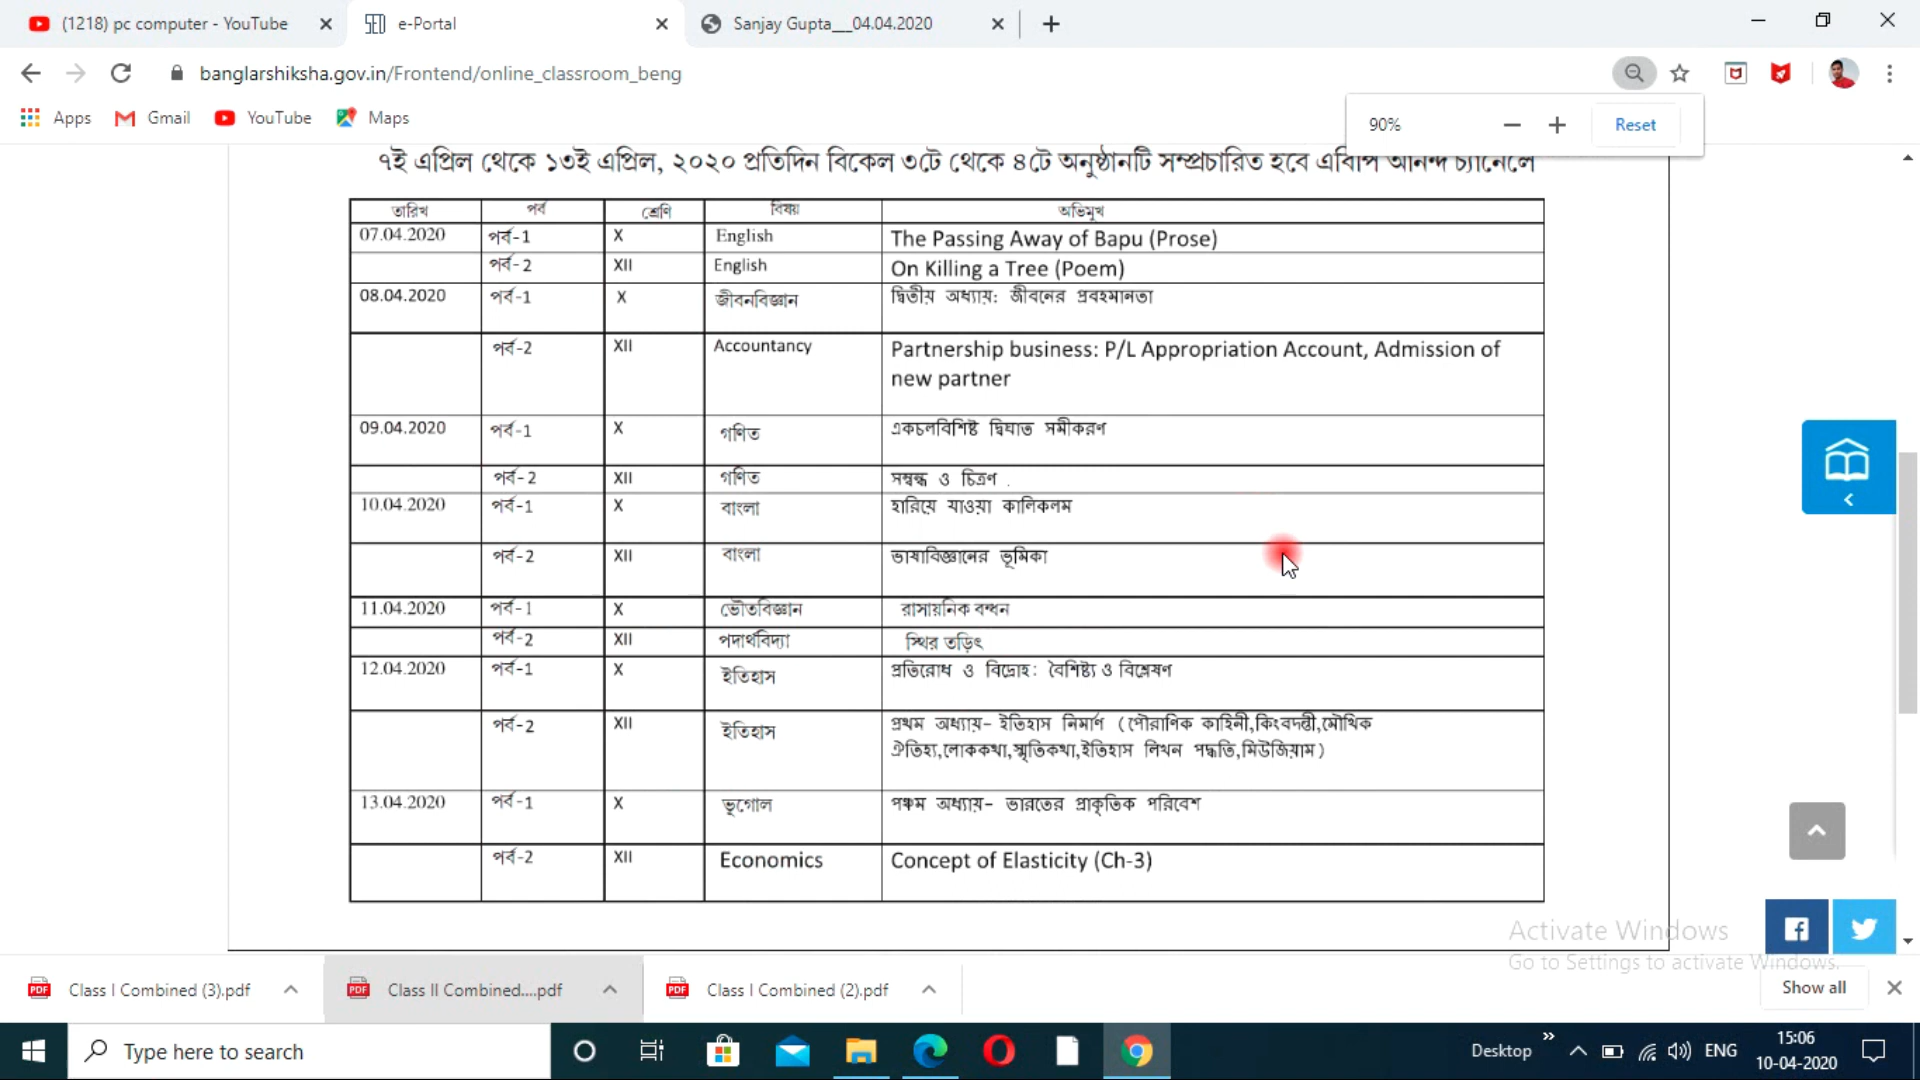 (1218) pc computer - YouTube
e-Portal
Sanjay Gupta__04.04.2020
banglarshiksha.gov.in/Frontend/online_classroom_beng
Apps Gmail YouTube Maps
90% Reset
৭ই এপ্রিল থেকে ১৩ই এপ্রিল, ২০২০ প্রতিদিন বিকেল ৩টে থেকে ৪টে অনুষ্ঠানটি সম্প্রচারিত হবে এবিপি আনন্দ চ্যানেলে
তারিখ পর্ব শ্রেণি বিষয় অভিমুখ
07.04.2020 পর্ব-1 X English The Passing Away of Bapu (Prose)
পর্ব-2 XII English On Killing a Tree (Poem)
08.04.2020 পর্ব-1 X জীবনবিজ্ঞান দ্বিতীয় অধ্যায়: জীবনের প্রবহমানতা
পর্ব-2 XII Accountancy Partnership business: P/L Appropriation Account, Admission of
new partner
09.04.2020 পর্ব-1 X গণিত একচলবিশিষ্ট দ্বিঘাত সমীকরণ
পর্ব-2 XII গণিত সম্বন্ধ ও চিত্রণ .
10.04.2020 পর্ব-1 X বাংলা হারিয়ে যাওয়া কালিকলম
পর্ব-2 XII বাংলা ভাষাবিজ্ঞানের ভূমিকা
11.04.2020 পর্ব-1 X ভৌতবিজ্ঞান রাসায়নিক বন্ধন
পর্ব-2 XII পদার্থবিদ্যা স্থির তড়িৎ
12.04.2020 পর্ব-1 X ইতিহাস প্রতিরোধ ও বিদ্রোহ: বৈশিষ্ট্য ও বিশ্লেষণ
পর্ব-2 XII ইতিহাস প্রথম অধ্যায়- ইতিহাস নির্মাণ (পৌরাণিক কাহিনী,কিংবদন্তী,মৌখিক
ঐতিহ্য,লোককথা,স্মৃতিকথা,ইতিহাস লিখন পদ্ধতি,মিউজিয়াম)
13.04.2020 পর্ব-1 X ভূগোল পঞ্চম অধ্যায়- ভারতের প্রাকৃতিক পরিবেশ
পর্ব-2 XII Economics Concept of Elasticity (Ch-3)
Activate Windows
Go to Settings to activate Windows.
Class I Combined (3).pdf
Class II Combined....pdf
Class I Combined (2).pdf
Show all
Type here to search
Desktop ENG 15:06
10-04-2020